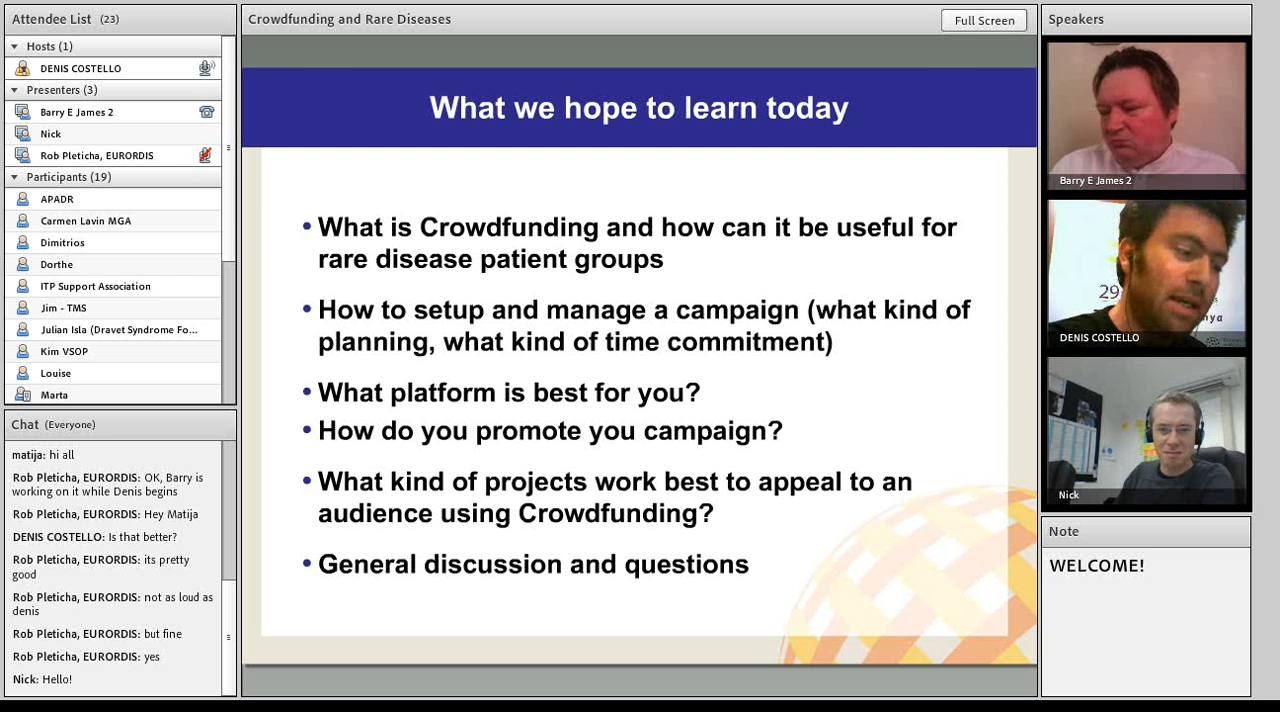 Attendee List (23)
Hosts (1)
DENIS COSTELLO
Presenters (3)
Barry E James 2
Nick
Rob Pleticha, EURORDIS
Participants (19)
APADR
Carmen Lavin MGA
Dimitrios
Dorthe
ITP Support Association
Jim - TMS
Julian Isla (Dravet Syndrome Fo...
Kim VSOP
Louise
Marta
Chat (Everyone)
matija: hi all
Rob Pleticha, EURORDIS: OK, Barry is
working on it while Denis begins
Rob Pleticha, EURORDIS: Hey Matija
DENIS COSTELLO: Is that better?
Rob Pleticha, EURORDIS: its pretty
good
Rob Pleticha, EURORDIS: not as loud as
denis
Rob Pleticha, EURORDIS: but fine
Rob Pleticha, EURORDIS: yes
Nick: Hello!
Crowdfunding and Rare Diseases
Full Screen
What we hope to learn today
• What is Crowdfunding and how can it be useful for
rare disease patient groups
• How to setup and manage a campaign (what kind of
planning, what kind of time commitment)
• What platform is best for you?
• How do you promote you campaign?
• What kind of projects work best to appeal to an
audience using Crowdfunding?
• General discussion and questions
Speakers
Barry E James 2
29
DENIS COSTELLO
Nick
Note
WELCOME!